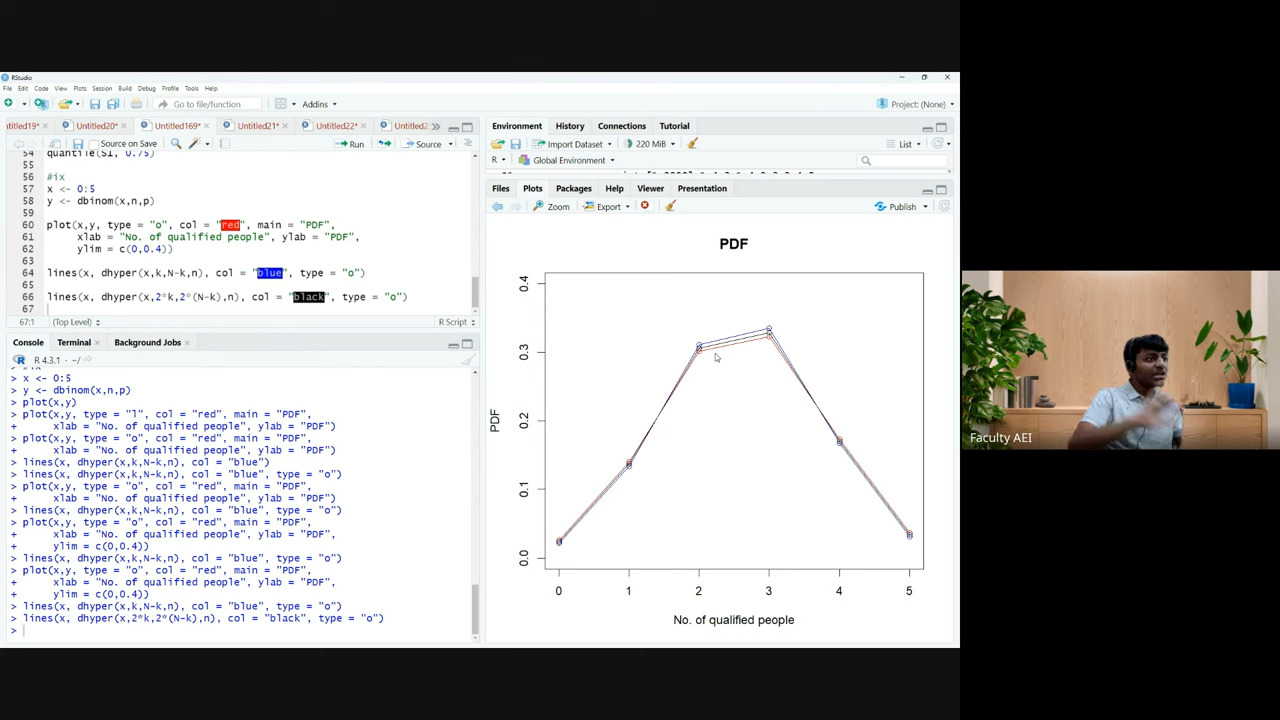 RStudio
File Edit Code View Plots Session Build Debug Profile Tools Help
Go to file/function Addins Project: (None)
ntitled19* Untitled20* Untitled169* Untitled21* Untitled22* Untitled2
Source on Save Run Source
54 quantile(S1, 0.75)
55
56 #ix
57 x <- 0:5
58 y <- dbinom(x,n,p)
59
60 plot(x,y, type = "o", col = "red", main = "PDF",
61 xlab = "No. of qualified people", ylab = "PDF",
62 ylim = c(0,0.4))
63
64 lines(x, dhyper(x,k,N-k,n), col = "blue", type = "o")
65
66 lines(x, dhyper(x,2*k,2*(N-k),n), col = "black", type = "o")
67
67:1 (Top Level) R Script
Console Terminal Background Jobs
R 4.3.1 · ~/
> x <- 0:5
> y <- dbinom(x,n,p)
> plot(x,y)
> plot(x,y, type = "l", col = "red", main = "PDF",
+ xlab = "No. of qualified people", ylab = "PDF")
> plot(x,y, type = "o", col = "red", main = "PDF",
+ xlab = "No. of qualified people", ylab = "PDF")
> lines(x, dhyper(x,k,N-k,n), col = "blue")
> lines(x, dhyper(x,k,N-k,n), col = "blue", type = "o")
> plot(x,y, type = "o", col = "red", main = "PDF",
+ xlab = "No. of qualified people", ylab = "PDF")
> lines(x, dhyper(x,k,N-k,n), col = "blue", type = "o")
> plot(x,y, type = "o", col = "red", main = "PDF",
+ xlab = "No. of qualified people", ylab = "PDF",
+ ylim = c(0,0.4))
> lines(x, dhyper(x,k,N-k,n), col = "blue", type = "o")
> plot(x,y, type = "o", col = "red", main = "PDF",
+ xlab = "No. of qualified people", ylab = "PDF",
+ ylim = c(0,0.4))
> lines(x, dhyper(x,k,N-k,n), col = "blue", type = "o")
> lines(x, dhyper(x,2*k,2*(N-k),n), col = "black", type = "o")
>
Environment History Connections Tutorial
Import Dataset 220 MiB List
R Global Environment
Files Plots Packages Help Viewer Presentation
Zoom Export Publish
PDF
0.4
0.3
0.2
0.1
0.0
PDF
0 1 2 3 4 5
No. of qualified people
Faculty AEI